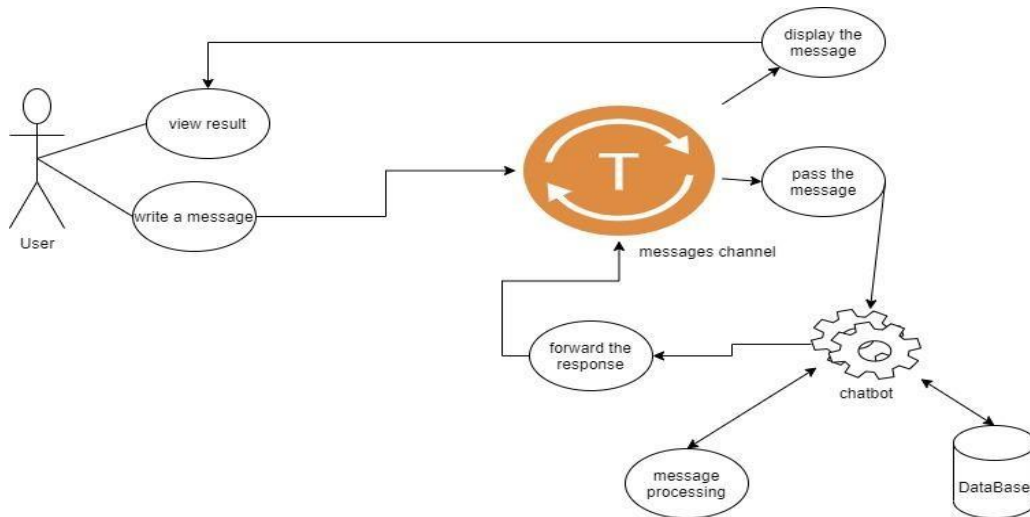 display the
message
view result
T
pass the
message
write a message
User
messages channel
forward the
response
chatbot
message
processing
DataBase